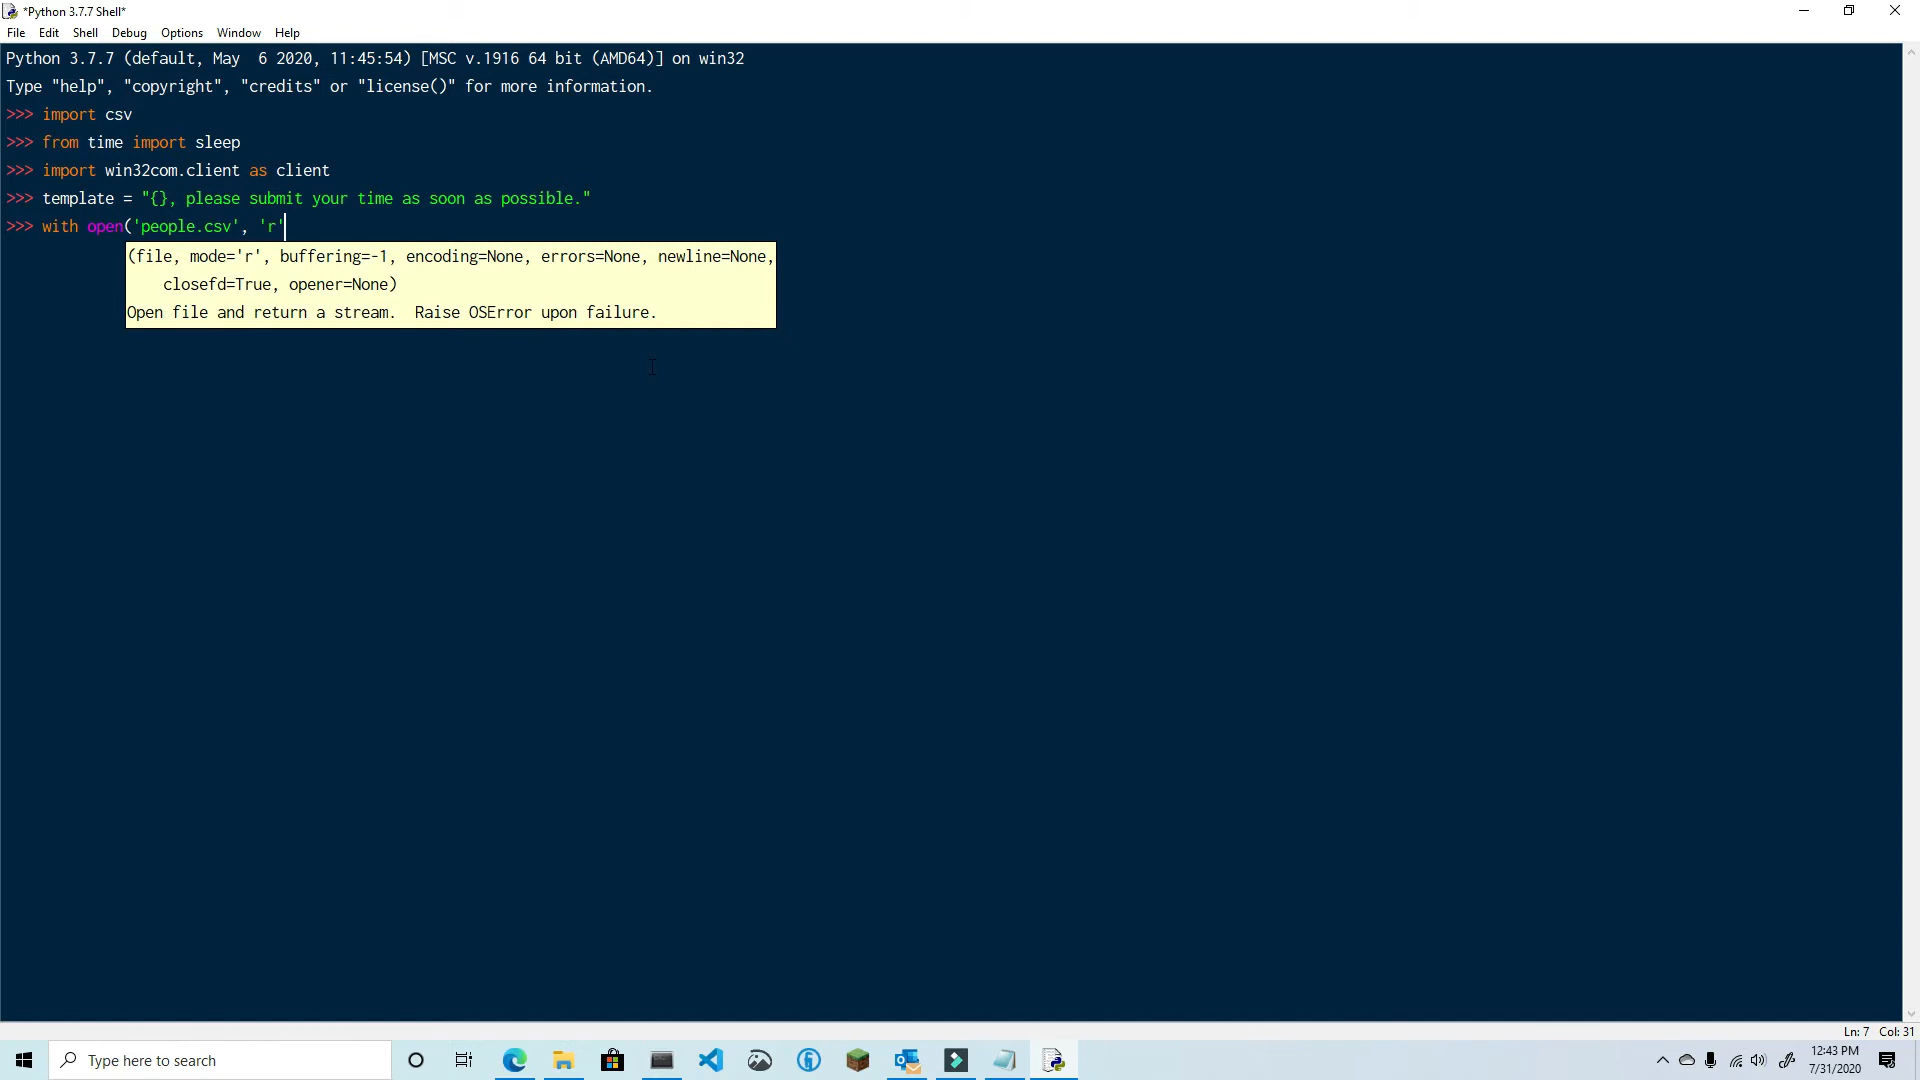 *Python 3.7.7 Shell*
File Edit Shell Debug Options Window Help
Python 3.7.7 (default, May  6 2020, 11:45:54) [MSC v.1916 64 bit (AMD64)] on win32
Type "help", "copyright", "credits" or "license()" for more information.
>>> import csv
>>> from time import sleep
>>> import win32com.client as client
>>> template = "{}, please submit your time as soon as possible."
>>> with open('people.csv', 'r'
(file, mode='r', buffering=-1, encoding=None, errors=None, newline=None,
closefd=True, opener=None)
Open file and return a stream.  Raise OSError upon failure.
Ln: 7 Col: 31
Type here to search
12:43 PM
7/31/2020